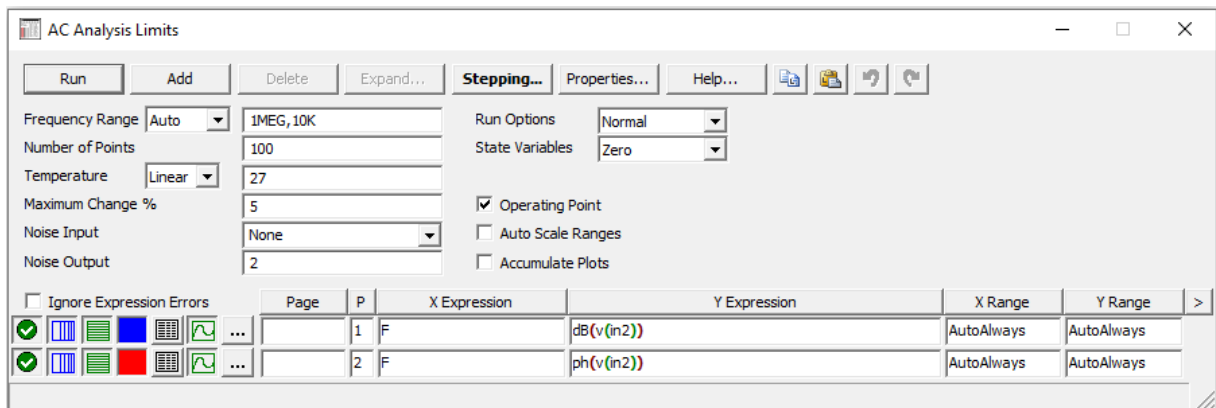 AC Analysis Limits
Run Add Delete Expand... Stepping... Properties... Help...
Frequency Range Auto 1MEG,10K Run Options Normal
Number of Points 100 State Variables Zero
Temperature Linear 27
Maximum Change % 5 Operating Point
Noise Input None Auto Scale Ranges
Noise Output 2 Accumulate Plots
Ignore Expression Errors Page P X Expression Y Expression X Range Y Range >
... 1 F dB(v(in2)) AutoAlways AutoAlways
... 2 F ph(v(in2)) AutoAlways AutoAlways